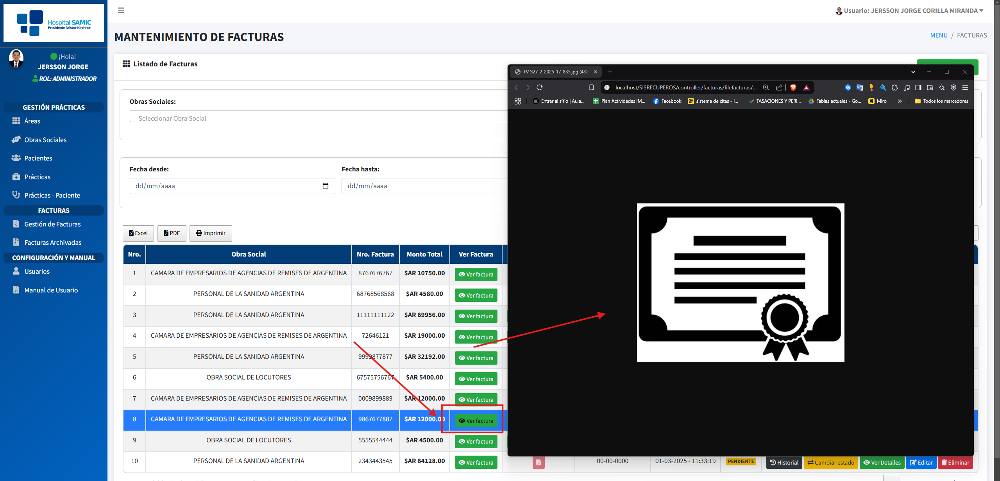 Hospital SAMIC
Presidente Néstor Kirchner
Usuario: JERSSON JORGE CORILLA MIRANDA
MANTENIMIENTO DE FACTURAS
MENU / FACTURAS
¡Hola!
JERSSON JORGE
ROL: ADMINISTRADOR
GESTIÓN PRÁCTICAS
Áreas
Obras Sociales
Pacientes
Prácticas
Prácticas - Paciente
FACTURAS
Gestión de Facturas
Facturas Archivadas
CONFIGURACIÓN Y MANUAL
Usuarios
Manual de Usuario
Listado de Facturas
Obras Sociales:
Seleccionar Obra Social
Fecha desde:
Fecha hasta:
dd/mm/aaaa
dd/mm/aaaa
Excel
PDF
Imprimir
Nro. Obra Social Nro. Factura Monto Total Ver Factura
1 CAMARA DE EMPRESARIOS DE AGENCIAS DE REMISES DE ARGENTINA 8767676767 $AR 10750.00 Ver factura
2 PERSONAL DE LA SANIDAD ARGENTINA 68768568568 $AR 4580.00 Ver factura
3 PERSONAL DE LA SANIDAD ARGENTINA 11111111122 $AR 69956.00 Ver factura
4 CAMARA DE EMPRESARIOS DE AGENCIAS DE REMISES DE ARGENTINA 72646121 $AR 19000.00 Ver factura
5 PERSONAL DE LA SANIDAD ARGENTINA 9999877877 $AR 32192.00 Ver factura
6 OBRA SOCIAL DE LOCUTORES 67575756767 $AR 5400.00 Ver factura
7 CAMARA DE EMPRESARIOS DE AGENCIAS DE REMISES DE ARGENTINA 0009899889 $AR 12000.00 Ver factura
8 CAMARA DE EMPRESARIOS DE AGENCIAS DE REMISES DE ARGENTINA 9867677887 $AR 12000.00 Ver factura
9 OBRA SOCIAL DE LOCUTORES 5555544444 $AR 4500.00 Ver factura
10 PERSONAL DE LA SANIDAD ARGENTINA 2343443545 $AR 64128.00 Ver factura 00-00-0000 01-03-2025 - 11:33:19 PENDIENTE Historial Cambiar estado Ver Detalles Editar Eliminar
IMG27-2-2025-17-835.jpg (482
localhost/SISRECUPEROS/controller/facturas/filefacturas/...
Entrar al sitio | Aula...
Plan Actividades IM...
Facebook
sistema de citas - I...
TASACIONES Y PERI...
Tablas actuales - Go...
Miro
Todos los marcadores